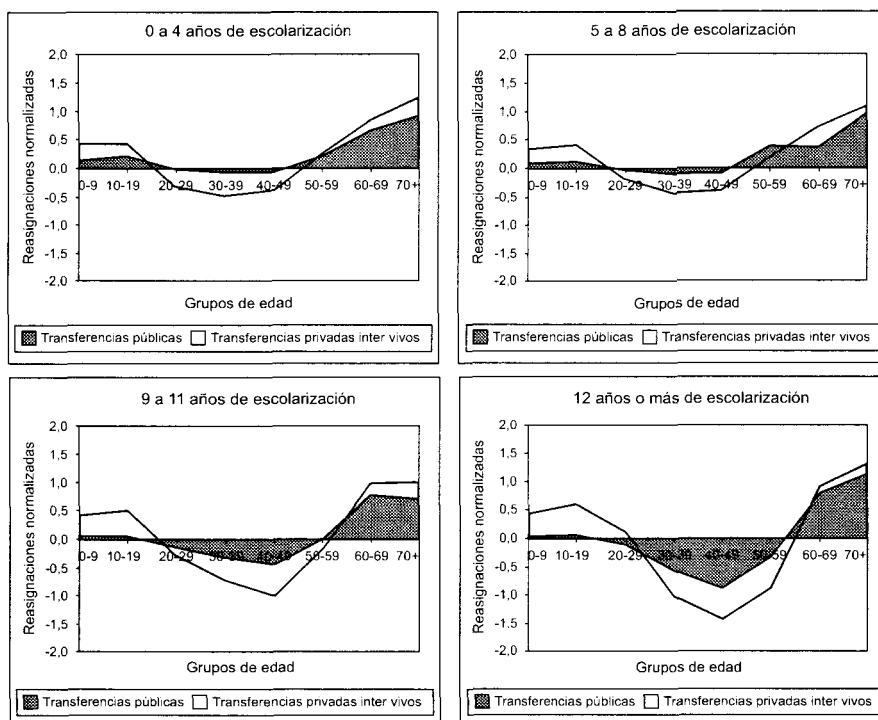 0 a 4 años de escolarización
Reasignaciones normalizadas
2,0
1,5
1,0
0,5
0,0
-0,5
-1,0
-1,5
-2,0
0-9 10-19 20-29 30-39 40-49 50-59 60-69 70+
Grupos de edad
Transferencias públicas Transferencias privadas inter vivos
5 a 8 años de escolarización
Reasignaciones normalizadas
2,0
1,5
1,0
0,5
0,0
-0,5
-1,0
-1,5
-2,0
0-9 10-19 20-29 30-39 40-49 50-59 60-69 70+
Grupos de edad
Transferencias públicas Transferencias privadas inter vivos
9 a 11 años de escolarización
Reasignaciones normalizadas
2,0
1,5
1,0
0,5
0,0
-0,5
-1,0
-1,5
-2,0
0-9 10-19 20-29 30-39 40-49 50-59 60-69 70+
Grupos de edad
Transferencias públicas Transferencias privadas inter vivos
12 años o más de escolarización
Reasignaciones normalizadas
2,0
1,5
1,0
0,5
0,0
-0,5
-1,0
-1,5
-2,0
0-9 10-19 20-29 30-39 40-49 50-59 60-69 70+
Grupos de edad
Transferencias públicas Transferencias privadas inter vivos